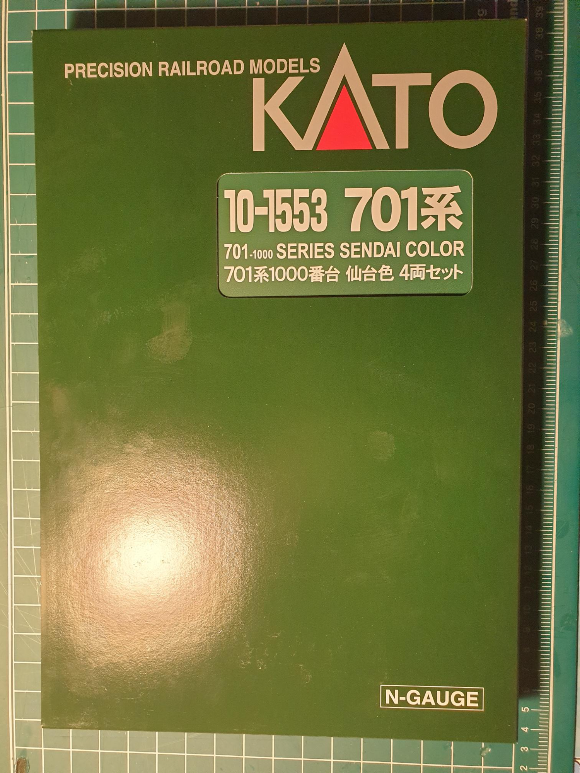 PRECISION RAILROAD MODELS
KATO
10-1553 701系
701-1000 SERIES SENDAI COLOR
701系1000番台 仙台色 4両セット
N-GAUGE